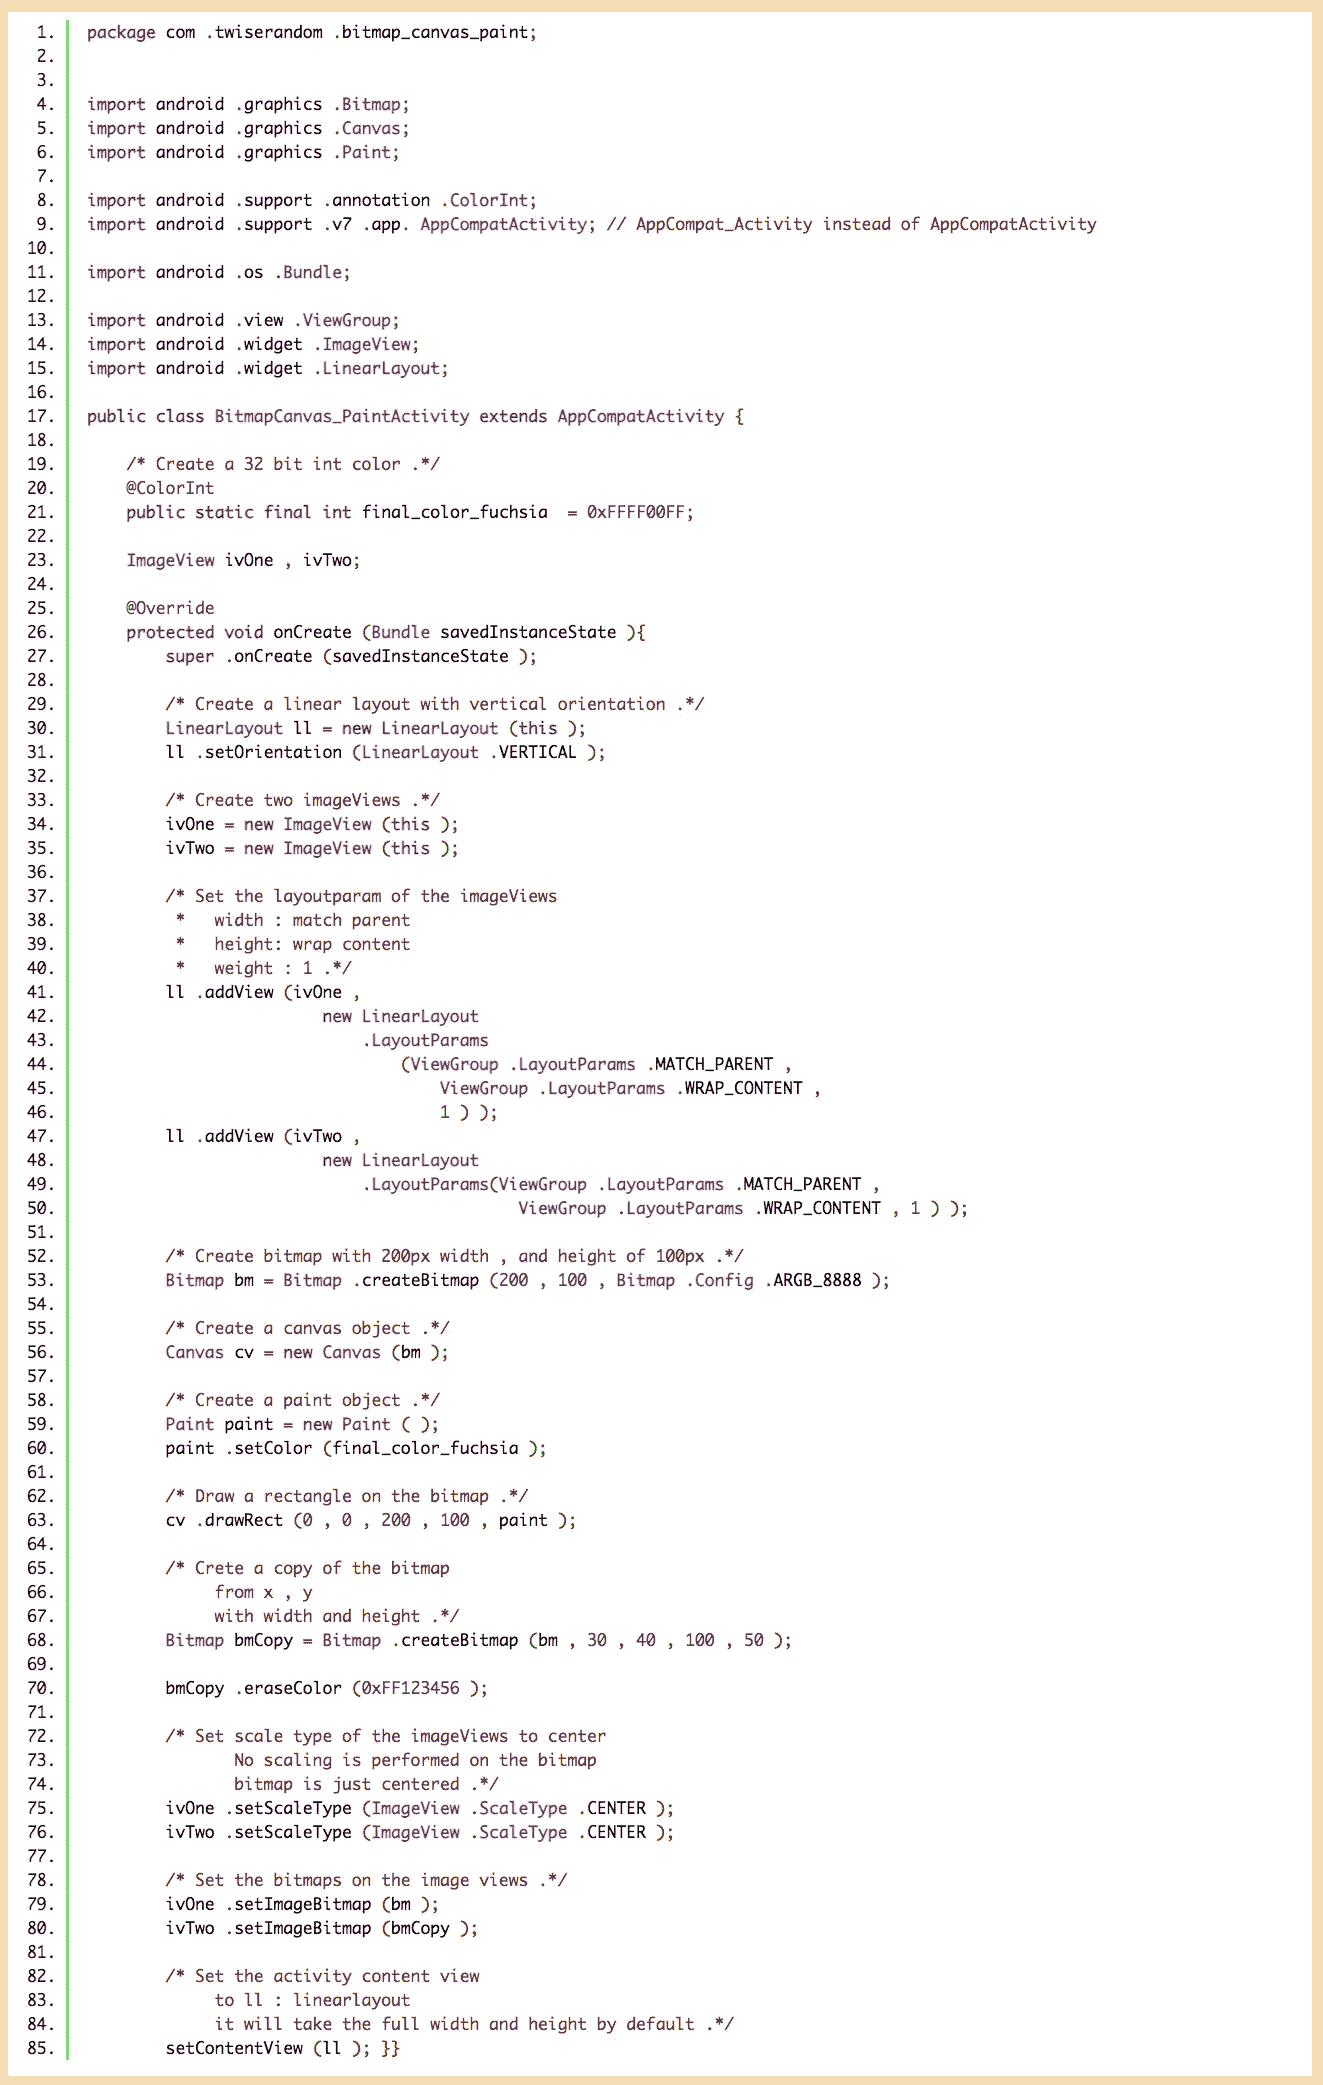 1. package com .twiserandom .bitmap_canvas_paint;
2.
3.
4. import android .graphics .Bitmap;
5. import android .graphics .Canvas;
6. import android .graphics .Paint;
7.
8. import android .support .annotation .ColorInt;
9. import android .support .v7 .app. AppCompatActivity; // AppCompat_Activity instead of AppCompatActivity
10.
11. import android .os .Bundle;
12.
13. import android .view .ViewGroup;
14. import android .widget .ImageView;
15. import android .widget .LinearLayout;
16.
17. public class BitmapCanvas_PaintActivity extends AppCompatActivity {
18.
19.     /* Create a 32 bit int color .*/
20.     @ColorInt
21.     public static final int final_color_fuchsia  = 0xFFFF00FF;
22.
23.     ImageView ivOne , ivTwo;
24.
25.     @Override
26.     protected void onCreate (Bundle savedInstanceState ){
27.         super .onCreate (savedInstanceState );
28.
29.         /* Create a linear layout with vertical orientation .*/
30.         LinearLayout ll = new LinearLayout (this );
31.         ll .setOrientation (LinearLayout .VERTICAL );
32.
33.         /* Create two imageViews .*/
34.         ivOne = new ImageView (this );
35.         ivTwo = new ImageView (this );
36.
37.         /* Set the layoutparam of the imageViews
38.          *   width : match parent
39.          *   height: wrap content
40.          *   weight : 1 .*/
41.         ll .addView (ivOne ,
42.                         new LinearLayout
43.                             .LayoutParams
44.                                 (ViewGroup .LayoutParams .MATCH_PARENT ,
45.                                     ViewGroup .LayoutParams .WRAP_CONTENT ,
46.                                     1 ) );
47.         ll .addView (ivTwo ,
48.                         new LinearLayout
49.                             .LayoutParams(ViewGroup .LayoutParams .MATCH_PARENT ,
50.                                             ViewGroup .LayoutParams .WRAP_CONTENT , 1 ) );
51.
52.         /* Create bitmap with 200px width , and height of 100px .*/
53.         Bitmap bm = Bitmap .createBitmap (200 , 100 , Bitmap .Config .ARGB_8888 );
54.
55.         /* Create a canvas object .*/
56.         Canvas cv = new Canvas (bm );
57.
58.         /* Create a paint object .*/
59.         Paint paint = new Paint ( );
60.         paint .setColor (final_color_fuchsia );
61.
62.         /* Draw a rectangle on the bitmap .*/
63.         cv .drawRect (0 , 0 , 200 , 100 , paint );
64.
65.         /* Crete a copy of the bitmap
66.              from x , y
67.              with width and height .*/
68.         Bitmap bmCopy = Bitmap .createBitmap (bm , 30 , 40 , 100 , 50 );
69.
70.         bmCopy .eraseColor (0xFF123456 );
71.
72.         /* Set scale type of the imageViews to center
73.                No scaling is performed on the bitmap
74.                bitmap is just centered .*/
75.         ivOne .setScaleType (ImageView .ScaleType .CENTER );
76.         ivTwo .setScaleType (ImageView .ScaleType .CENTER );
77.
78.         /* Set the bitmaps on the image views .*/
79.         ivOne .setImageBitmap (bm );
80.         ivTwo .setImageBitmap (bmCopy );
81.
82.         /* Set the activity content view
83.              to ll : linearlayout
84.              it will take the full width and height by default .*/
85.         setContentView (ll ); }}